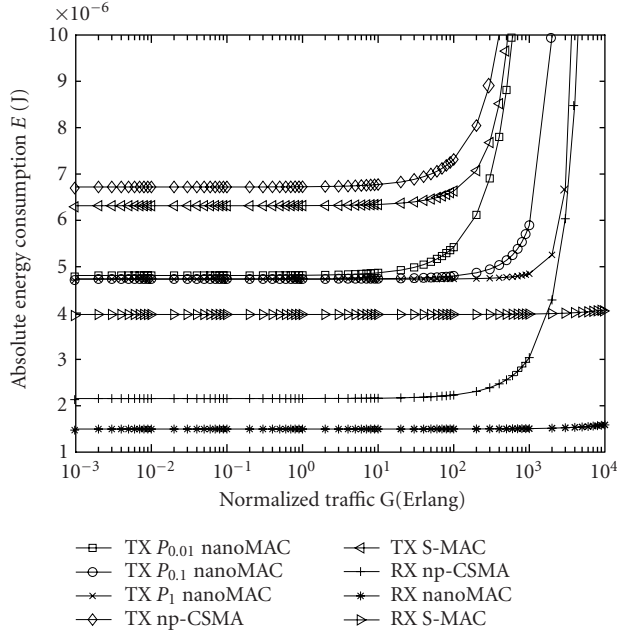 ×10⁻⁶
10
9
8
7
6
5
4
3
2
1
Absolute energy consumption E (J)
10⁻³ 10⁻² 10⁻¹ 10⁰ 10¹ 10² 10³ 10⁴
Normalized traffic G(Erlang)
TX P₀.₀₁ nanoMAC
TX P₀.₁ nanoMAC
TX P₁ nanoMAC
TX np-CSMA
TX S-MAC
RX np-CSMA
RX nanoMAC
RX S-MAC